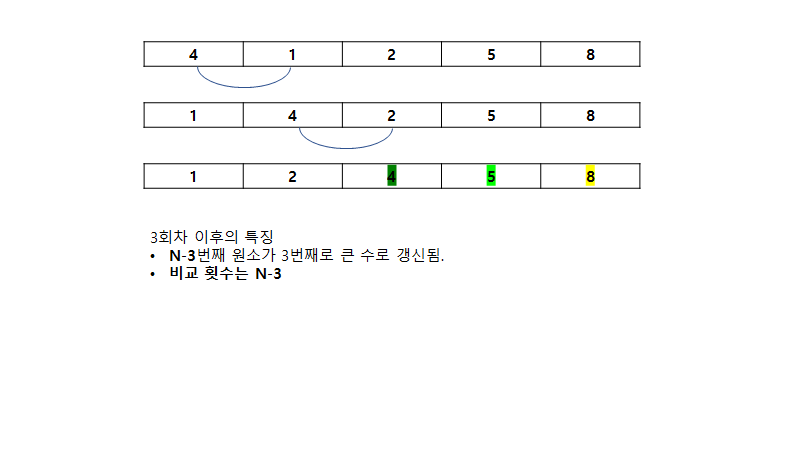 4 1 2 5 8
1 4 2 5 8
1 2 4 5 8
3회차 이후의 특징
• N-3번째 원소가 3번째로 큰 수로 갱신됨.
• 비교 횟수는 N-3